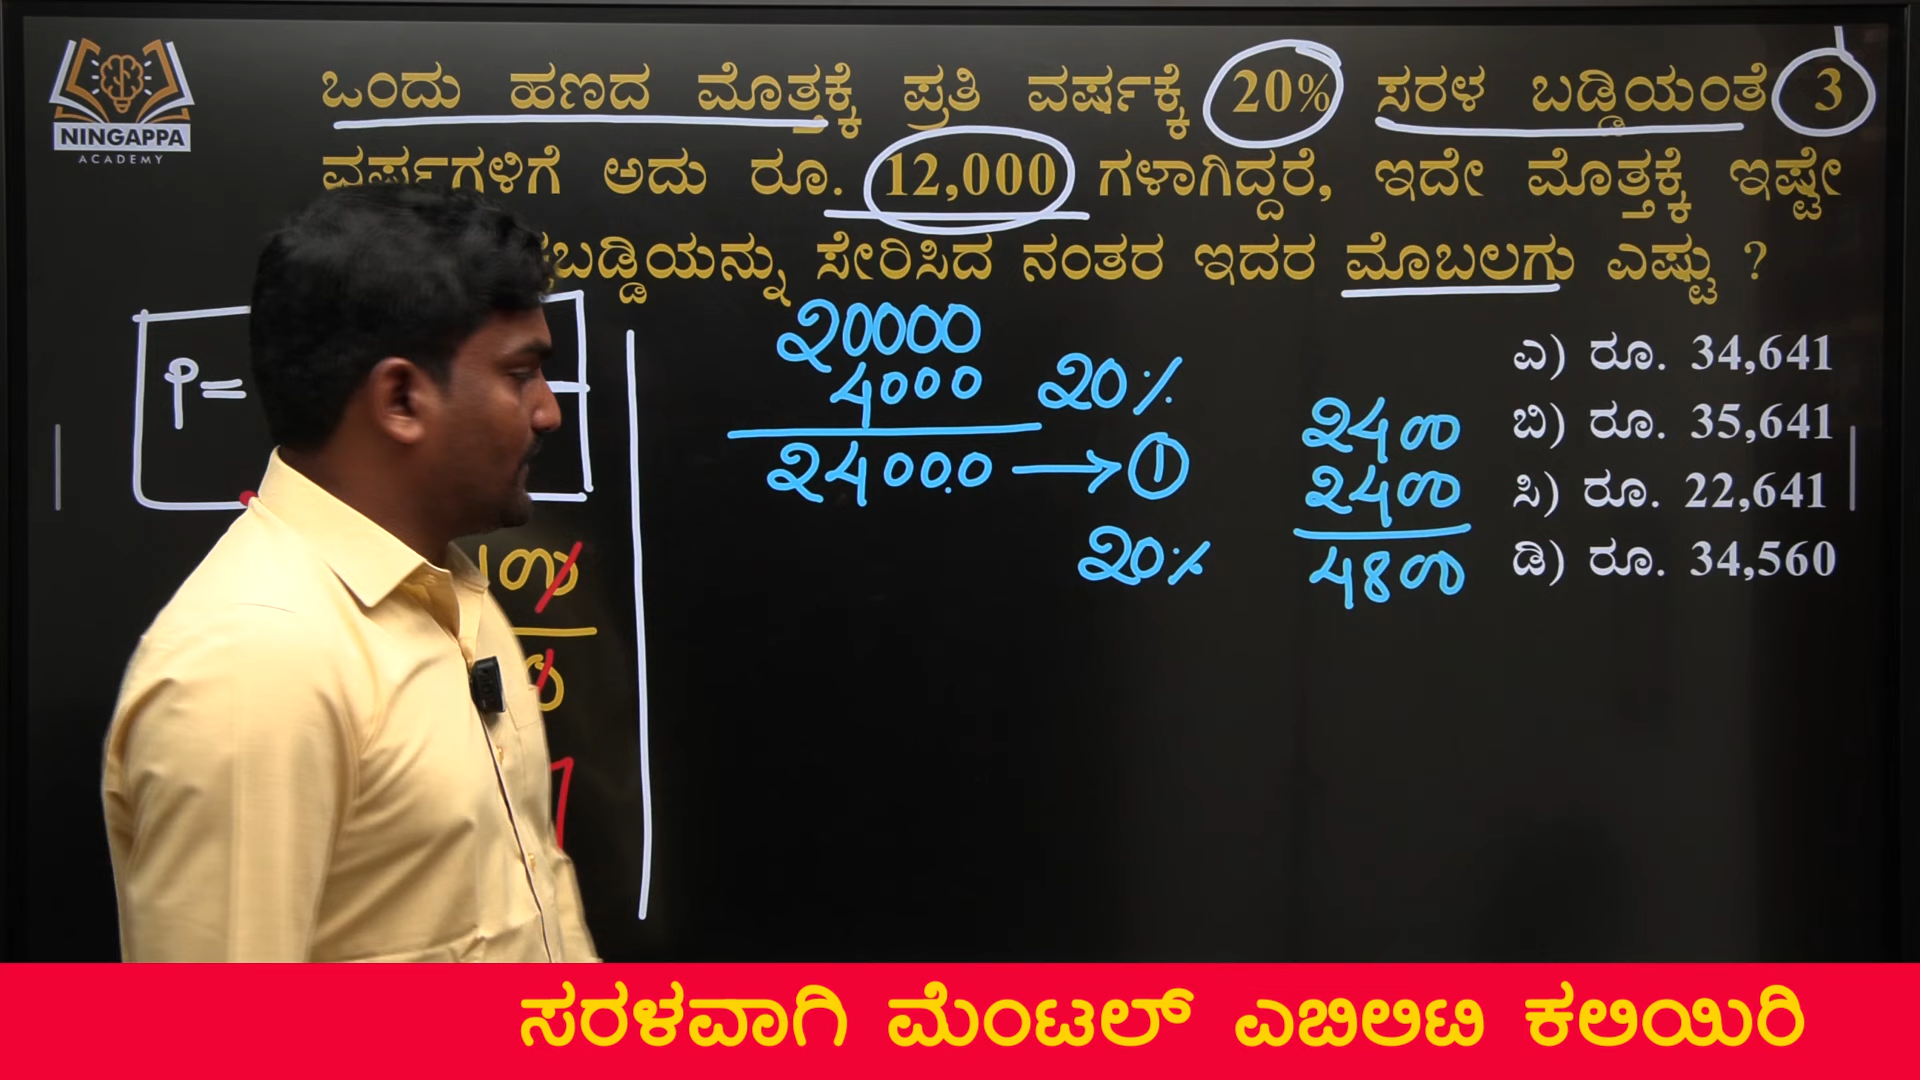 NINGAPPA
ACADEMY
ಒಂದು ಹಣದ ಮೊತ್ತಕ್ಕೆ ಪ್ರತಿ ವರ್ಷಕ್ಕೆ 20% ಸರಳ ಬಡ್ಡಿಯಂತೆ 3
ವರ್ಷಗಳಿಗೆ ಅದು ರೂ. 12,000 ಗಳಾಗಿದ್ದರೆ, ಇದೇ ಮೊತ್ತಕ್ಕೆ ಇಷ್ಟೇ
ಸೇರಿಸಿದ ನಂತರ ಇದರ ಮೊಬಲಗು ಎಷ್ಟು ?
P=
20000
4000 20%
24000 → 1
20%
2400
2400
4800
ಎ) ರೂ. 34,641
ಬಿ) ರೂ. 35,641
ಸಿ) ರೂ. 22,641
ಡಿ) ರೂ. 34,560
ಸರಳವಾಗಿ ಮೆಂಟಲ್ ಎಬಿಲಿಟಿ ಕಲಿಯಿರಿ